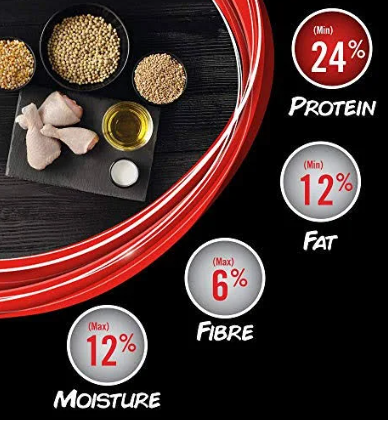 (Min)
24%
PROTEIN
(Min)
12%
FAT
(Max)
6%
FIBRE
(Max)
12%
MOISTURE